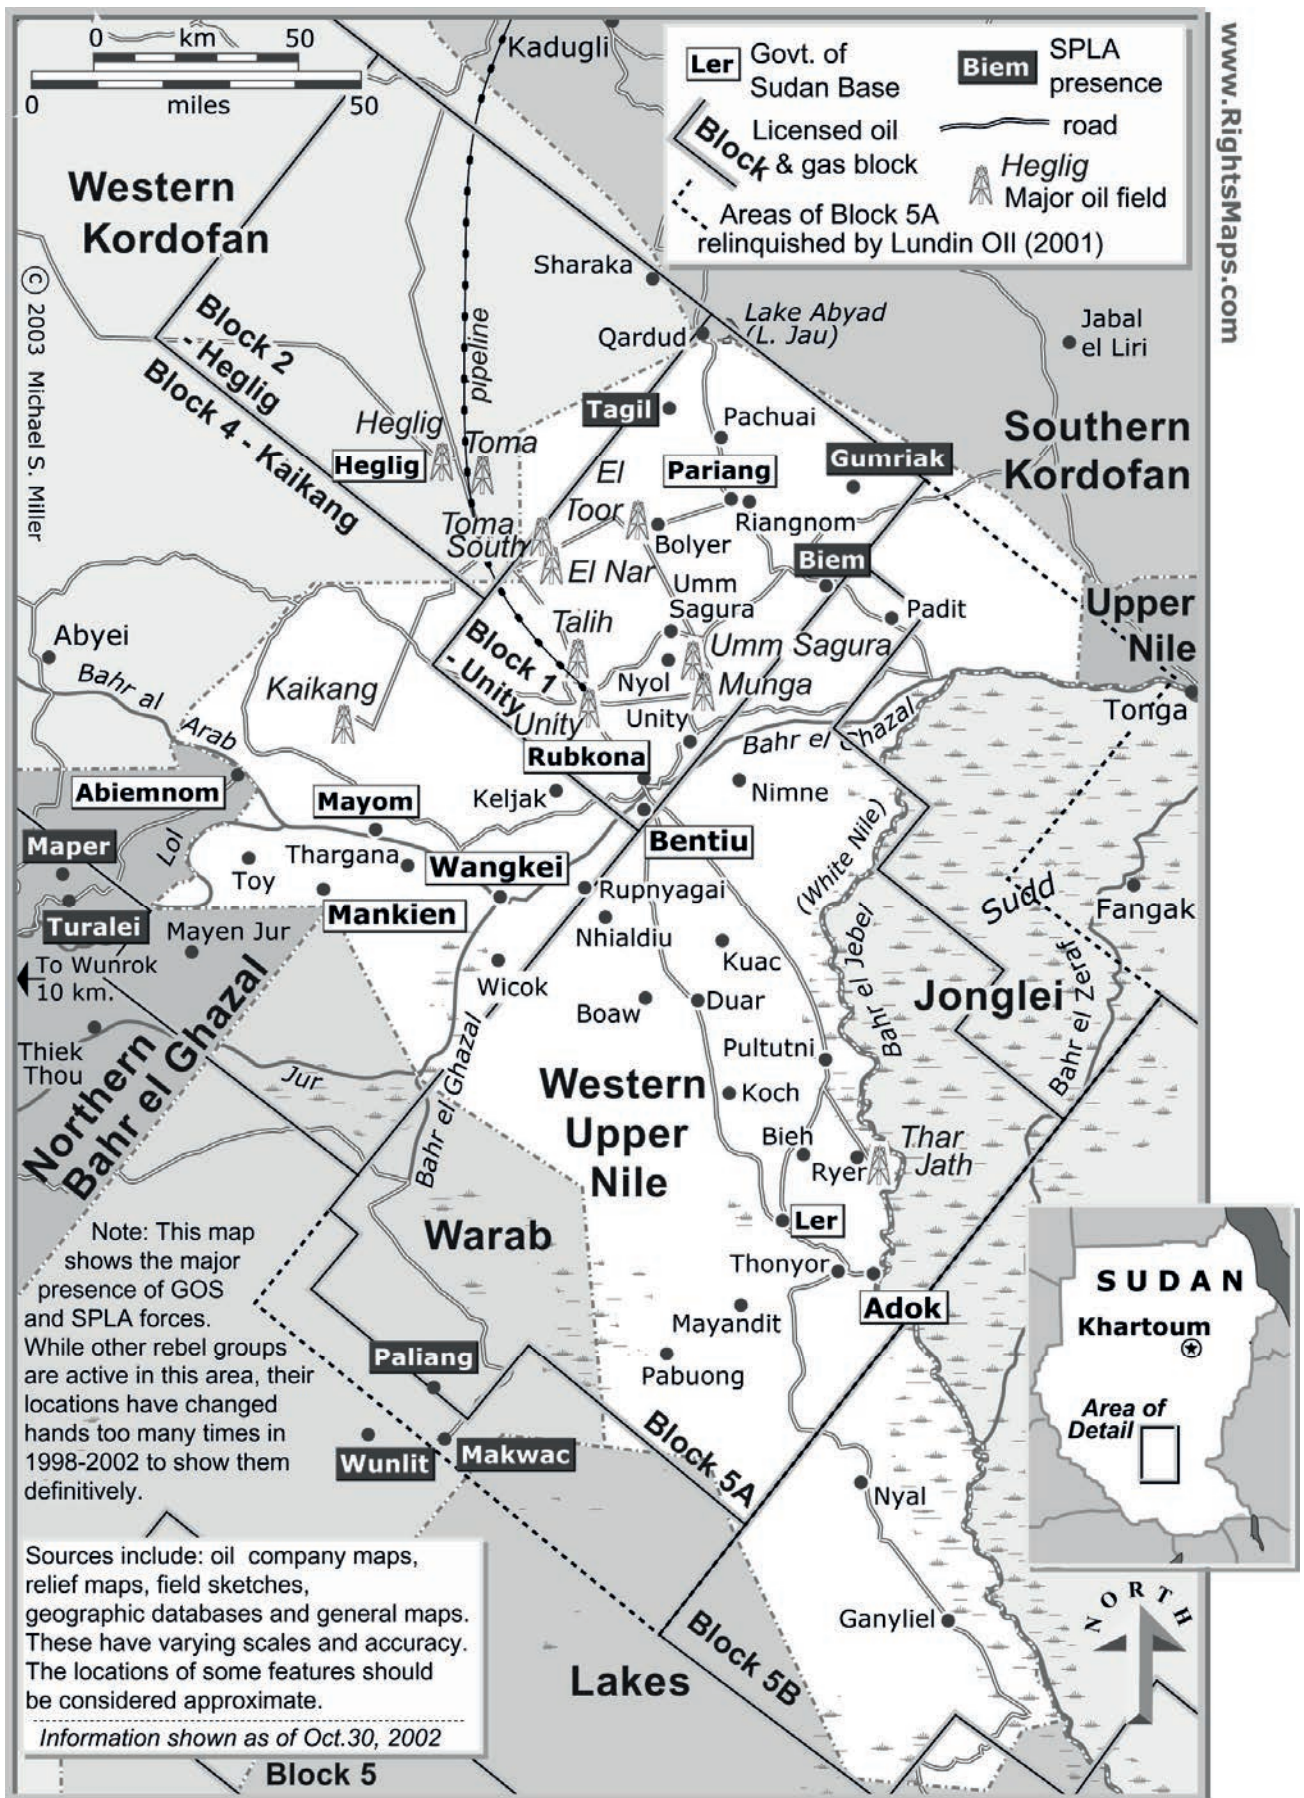 0 km 50
0 miles 50
Kadugli
Ler
Govt. of
Sudan Base
Biem
SPLA
presence
Block
Licensed oil
& gas block
road
Heglig
Major oil field
Areas of Block 5A
relinquished by Lundin OIl (2001)
www.RightsMaps.com
© 2003 Michael S. Miller
Western
Kordofan
Sharaka
pipeline
Block 2
- Heglig
Block 4 - Kaikang
Qardud
Lake Abyad
(L. Jau)
Jabal
el Liri
Southern
Kordofan
Tagil
Pachuai
Heglig
Toma
Heglig
El
Toor
Pariang
Gumriak
Toma
South
Riangnom
Bolyer
El Nar
Biem
Umm
Sagura
Padit
Upper
Nile
Abyei
Talih
Umm Sagura
Block 1
- Unity
Nyol
Munga
Kaikang
Unity
Unity
Tonga
Bahr al
Arab
Bahr el Ghazal
Rubkona
Abiemnom
Mayom
Keljak
Nimne
Maper
Lol
Thargana
Toy
Wangkei
Bentiu
(White Nile)
Rupnyagai
Sudd
Fangak
Turalei
Mankien
Mayen Jur
Nhialdiu
Kuac
To Wunrok
10 km.
Wicok
Boaw
Duar
Bahr el Jebel
Jonglei
Bahr el Zeraf
Thiek
Thou
Northern
Bahr el Ghazal
Jur
Bahr el Ghazal
Pultutni
Western
Upper
Nile
Koch
Bieh
Ryer
Thar
Jath
Warab
Ler
Thonyor
Adok
Mayandit
Pabuong
Note: This map
shows the major
presence of GOS
and SPLA forces.
While other rebel groups
are active in this area, their
locations have changed
hands too many times in
1998-2002 to show them
definitively.
Paliang
Wunlit
Makwac
Block 5A
Nyal
SUDAN
Khartoum
Area of
Detail
NORTH
Ganyliel
Block 5B
Lakes
Sources include: oil company maps,
relief maps, field sketches,
geographic databases and general maps.
These have varying scales and accuracy.
The locations of some features should
be considered approximate.
Information shown as of Oct.30, 2002
Block 5